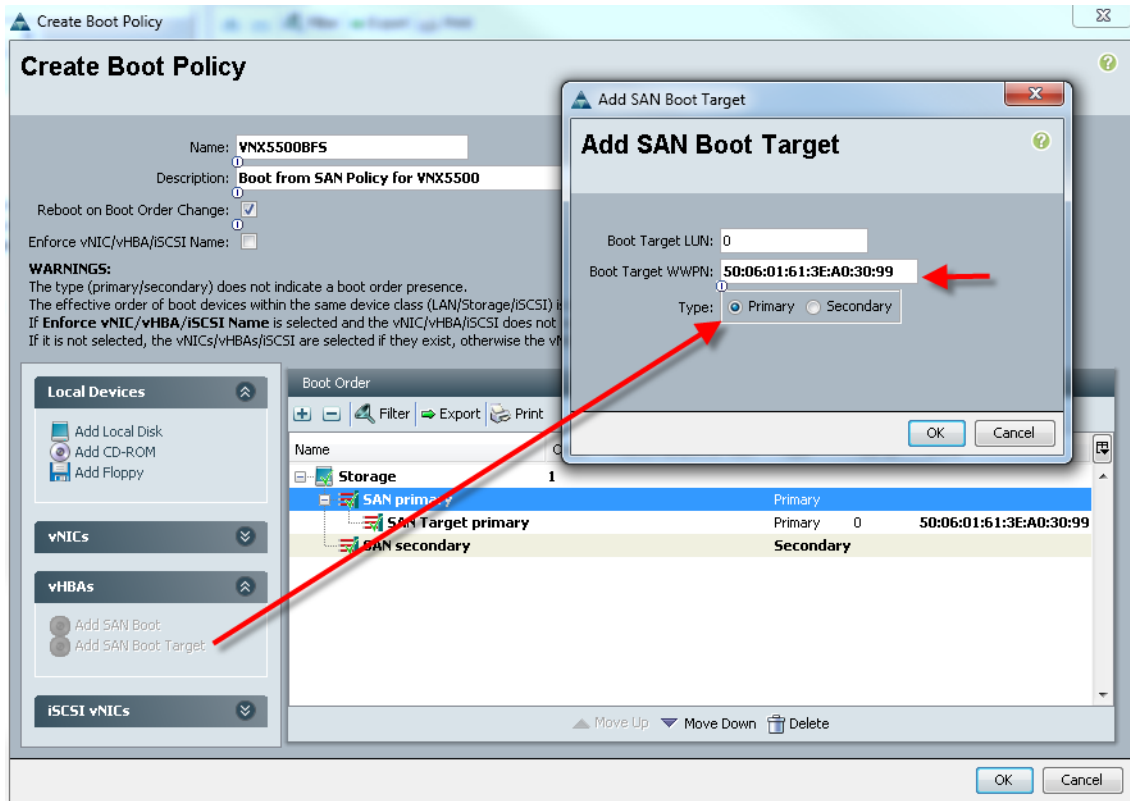 Create Boot Policy
Create Boot Policy
Name: VNX5500BFS
Description: Boot from SAN Policy for VNX5500
Reboot on Boot Order Change:
Enforce vNIC/vHBA/iSCSI Name:
WARNINGS:
The type (primary/secondary) does not indicate a boot order presence.
The effective order of boot devices within the same device class (LAN/Storage/iSCSI)
If Enforce vNIC/vHBA/iSCSI Name is selected and the vNIC/vHBA/iSCSI does not
If it is not selected, the vNICs/vHBAs/iSCSI are selected if they exist, otherwise the
Local Devices
Add Local Disk
Add CD-ROM
Add Floppy
vNICs
vHBAs
Add SAN Boot
Add SAN Boot Target
iSCSI vNICs
Boot Order
Filter Export Print
Name
Storage 1
SAN primary Primary
SAN Target primary Primary 0 50:06:01:61:3E:A0:30:99
SAN secondary Secondary
Move Up Move Down Delete
OK Cancel
Add SAN Boot Target
Add SAN Boot Target
Boot Target LUN: 0
Boot Target WWPN: 50:06:01:61:3E:A0:30:99
Type: Primary Secondary
OK Cancel